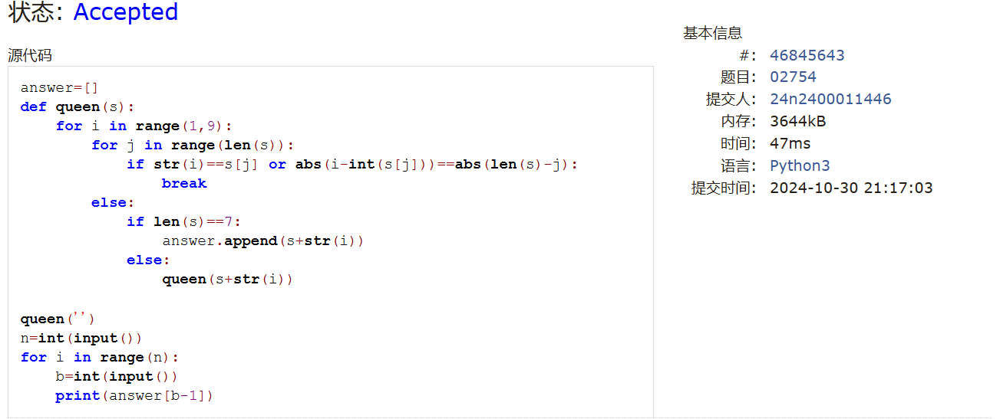 状态: Accepted
源代码
answer=[]
def queen(s):
    for i in range(1,9):
        for j in range(len(s)):
            if str(i)==s[j] or abs(i-int(s[j]))==abs(len(s)-j):
                break
        else:
            if len(s)==7:
                answer.append(s+str(i))
            else:
                queen(s+str(i))

queen('')
n=int(input())
for i in range(n):
    b=int(input())
    print(answer[b-1])
基本信息
#: 46845643
题目: 02754
提交人: 24n2400011446
内存: 3644kB
时间: 47ms
语言: Python3
提交时间: 2024-10-30 21:17:03